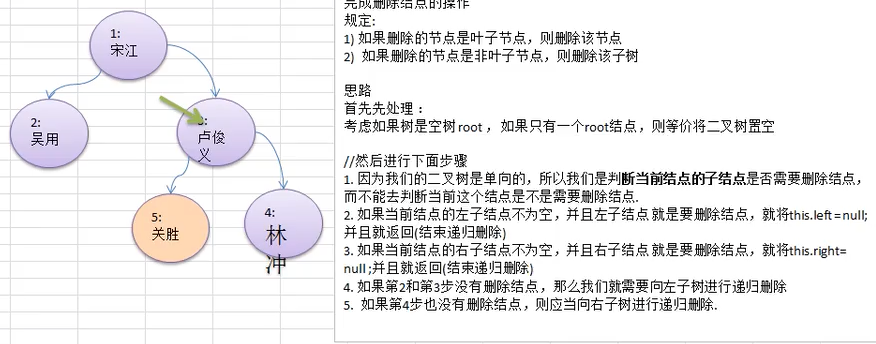 1:
宋江
2:
吴用
3:
卢俊
义
5:
关胜
4:
林
冲
完成删除结点的操作
规定:
1) 如果删除的节点是叶子节点，则删除该节点
2) 如果删除的节点是非叶子节点，则删除该子树
思路
首先先处理：
考虑如果树是空树root ，如果只有一个root结点，则等价将二叉树置空
//然后进行下面步骤
1. 因为我们的二叉树是单向的，所以我们是判断当前结点的子结点是否需要删除结点，
而不能去判断当前这个结点是不是需要删除结点.
2. 如果当前结点的左子结点不为空，并且左子结点 就是要删除结点，就将this.left = null;
并且就返回(结束递归删除)
3. 如果当前结点的右子结点不为空，并且右子结点 就是要删除结点，就将this.right=
null ;并且就返回(结束递归删除)
4. 如果第2和第3步没有删除结点，那么我们就需要向左子树进行递归删除
5. 如果第4步也没有删除结点，则应当向右子树进行递归删除.